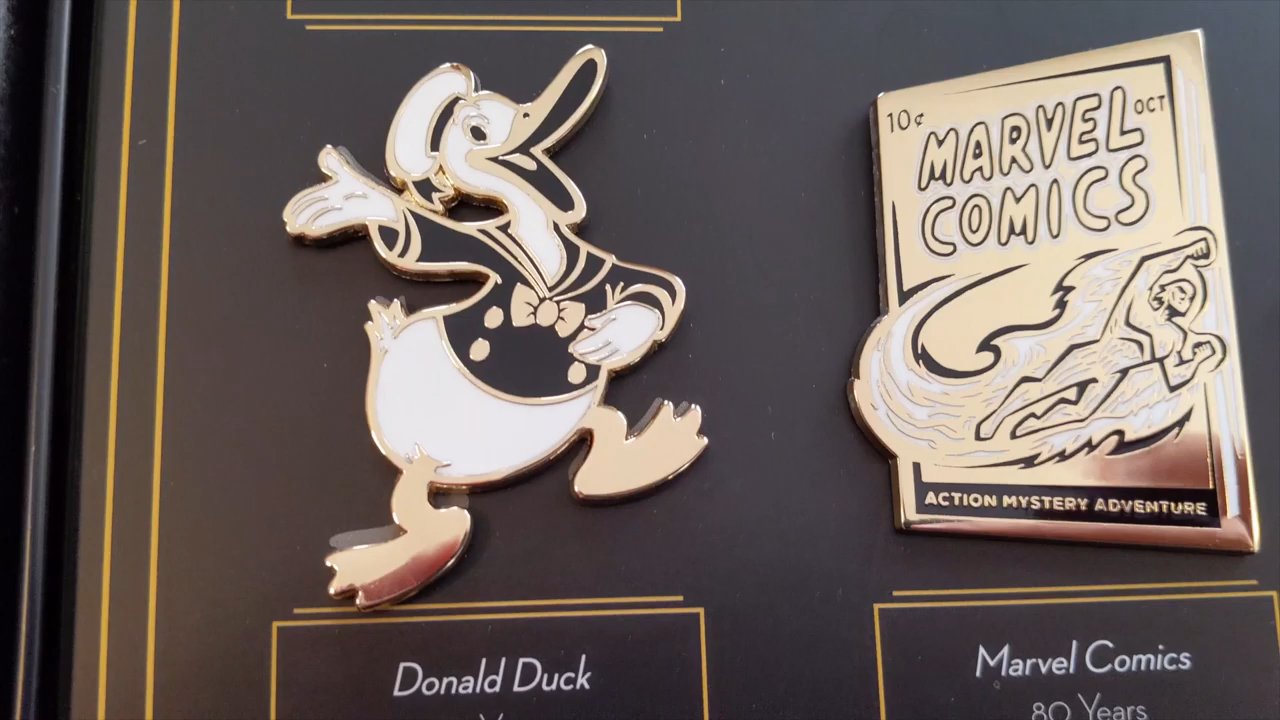 10¢
OCT
MARVEL
COMICS
ACTION MYSTERY ADVENTURE
Donald Duck
Marvel Comics
80 Years